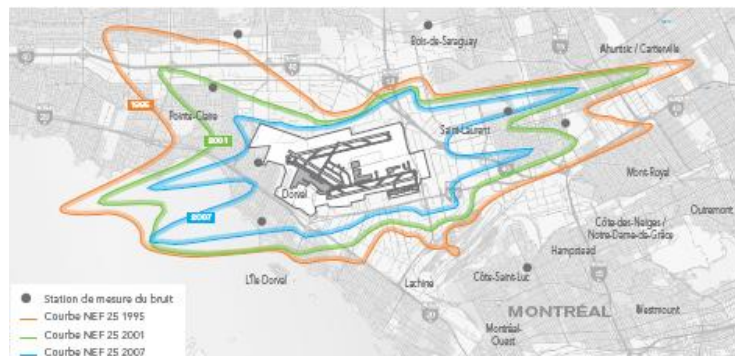 Bois-de-Saraguay
Ahuntsic / Cartierville
1995
Pointe-Claire
2001
Saint-Laurent
Dorval
Mont-Royal
2007
Outremont
Côte-des-Neiges /
Notre-Dame-de-Grâce
Hampstead
L'Île Dorval
Lachine
Côte-Saint-Luc
MONTRÉAL
Westmount
Montréal-
Ouest
Station de mesure du bruit
Courbe NEF 25 1995
Courbe NEF 25 2001
Courbe NEF 25 2007